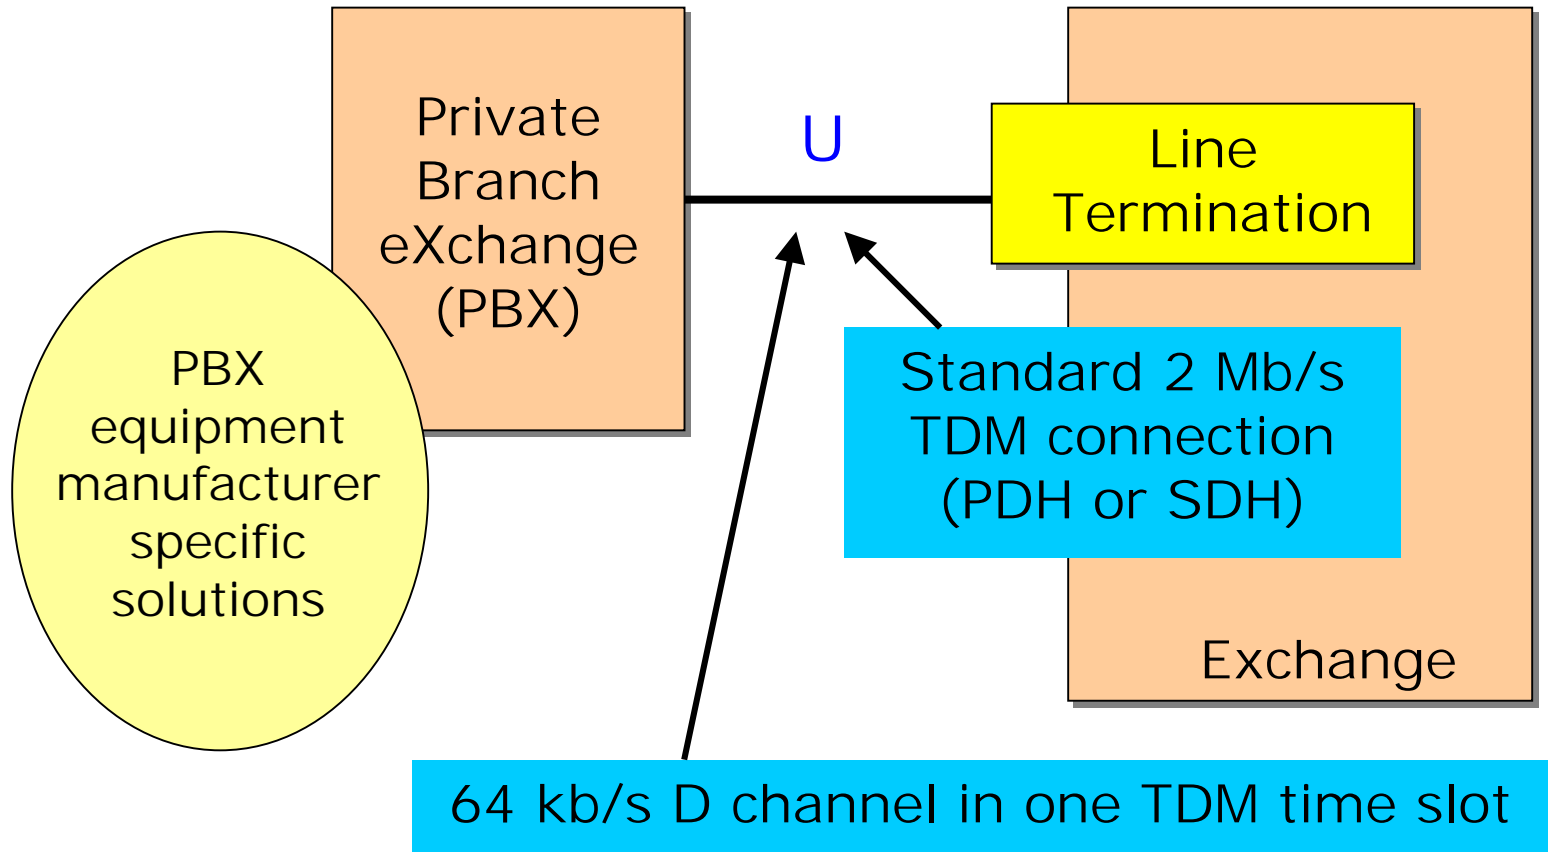 Private
Branch
eXchange
(PBX)
U
Line
Termination
PBX
equipment
manufacturer
specific
solutions
Standard 2 Mb/s
TDM connection
(PDH or SDH)
Exchange
64 kb/s D channel in one TDM time slot